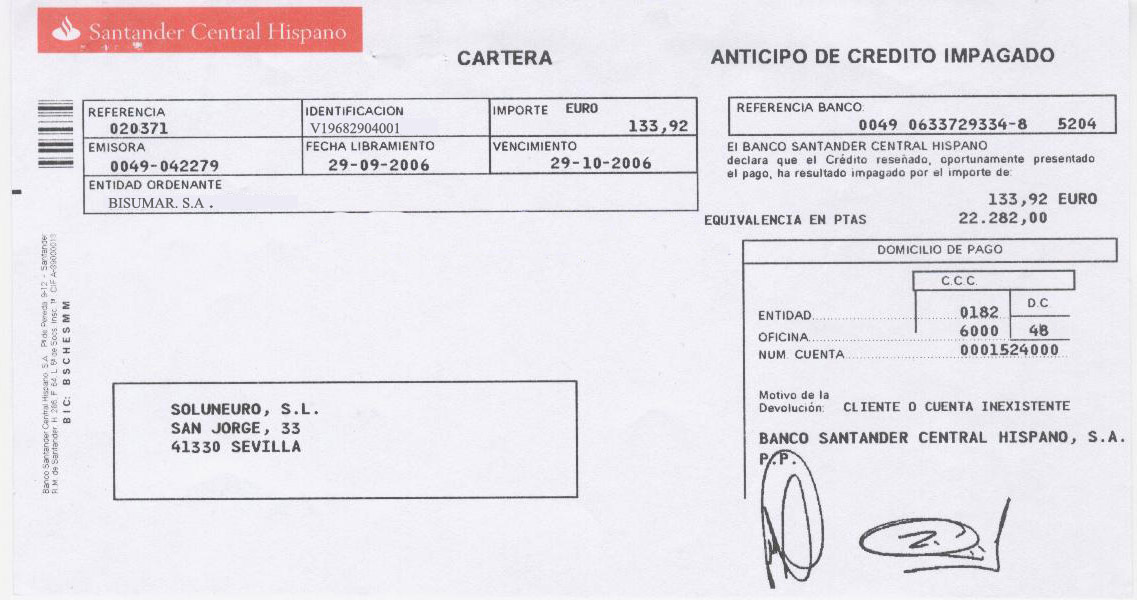 Santander Central Hispano
CARTERA
ANTICIPO DE CREDITO IMPAGADO
REFERENCIA
020371
IDENTIFICACION
V19682904001
IMPORTE EURO
133,92
EMISORA
0049-042279
FECHA LIBRAMIENTO
29-09-2006
VENCIMIENTO
29-10-2006
ENTIDAD ORDENANTE
BISUMAR. S.A .
REFERENCIA BANCO:
0049 0633729334-8 5204
El BANCO SANTANDER CENTRAL HISPANO
declara que el Crédito reseñado, oportunamente presentado
el pago, ha resultado impagado por el importe de:
133,92 EURO
EQUIVALENCIA EN PTAS 22.282,00
DOMICILIO DE PAGO
C.C.C.
D.C
ENTIDAD 0182
OFICINA 6000 48
NUM. CUENTA 0001524000
Motivo de la
Devolución: CLIENTE O CUENTA INEXISTENTE
BANCO SANTANDER CENTRAL HISPANO, S.A.
P.P.
SOLUNEURO, S.L.
SAN JORGE, 33
41330 SEVILLA
Banco Santander Central Hispano, S.A. Pº de Pereda, 9-12 - Santander
R.M. de Santander, H. 286, F. 64, L. 5º de Socs. Insc. 1ª CIF A-39000013
BIC: BSCHESMM